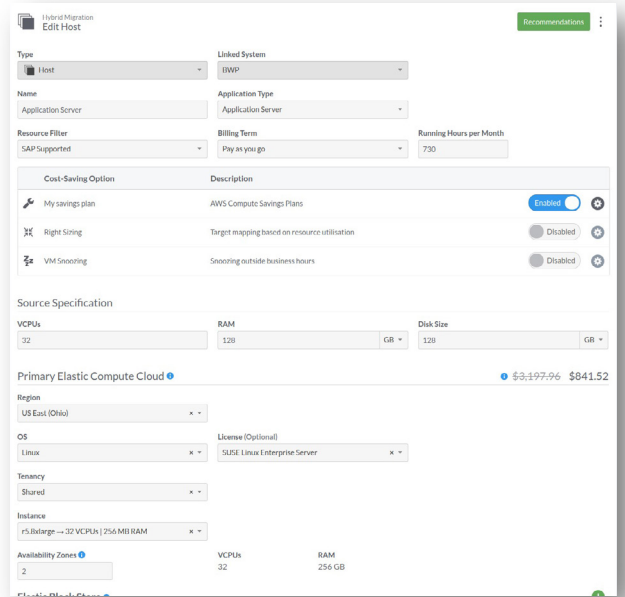 Hybrid Migration
Edit Host
Recommendations
Type
Linked System
Host
BWP
Name
Application Type
Application Server
Application Server
Resource Filter
Billing Term
Running Hours per Month
SAP Supported
Pay as you go
730
Cost-Saving Option
Description
My savings plan
AWS Compute Savings Plans
Enabled
Right Sizing
Target mapping based on resource utilisation
Disabled
VM Snoozing
Snoozing outside business hours
Disabled
Source Specification
VCPUs
RAM
Disk Size
32
128
GB
128
GB
Primary Elastic Compute Cloud
$3,197.96 $841.52
Region
US East (Ohio)
OS
License (Optional)
Linux
SUSE Linux Enterprise Server
Tenancy
Shared
Instance
r5.8xlarge → 32 VCPUs | 256 MB RAM
Availability Zones
VCPUs
RAM
2
32
256 GB
Elastic Block Store